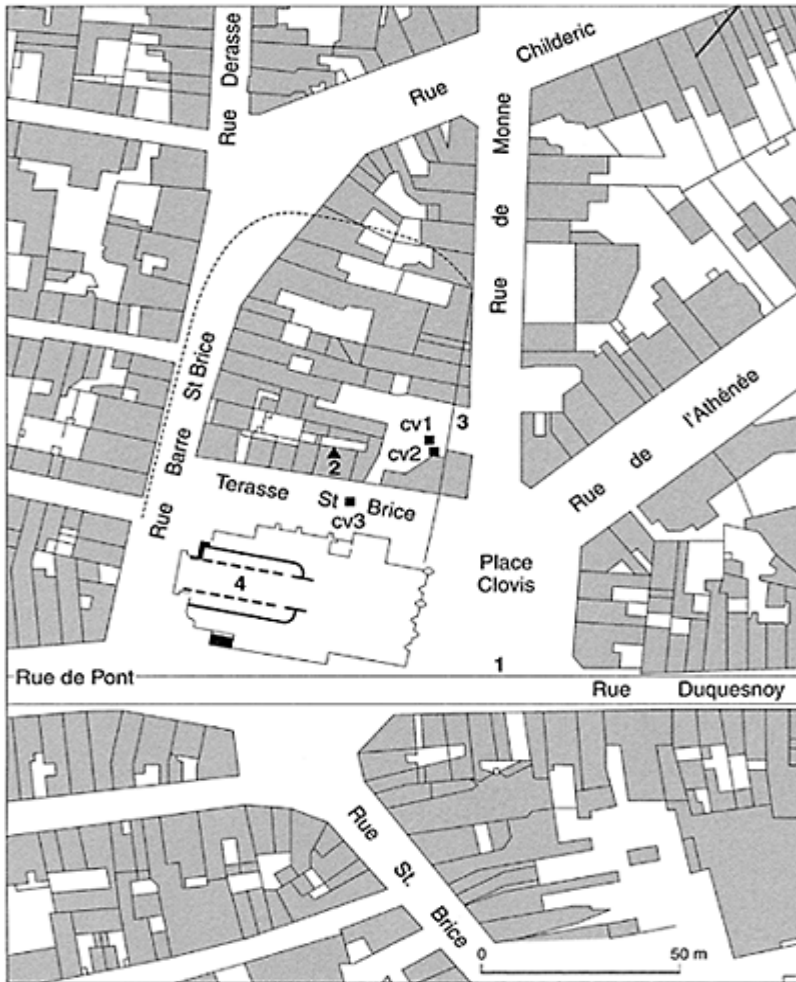 Rue Derasse
Rue Childeric
Rue de Monne
Rue Barre St Brice
3
cv1
cv2
2
Terasse St Brice
cv3
Rue de l'Athénée
Place
Clovis
4
1
Rue de Pont
Rue Duquesnoy
Rue St. Brice
0 50 m